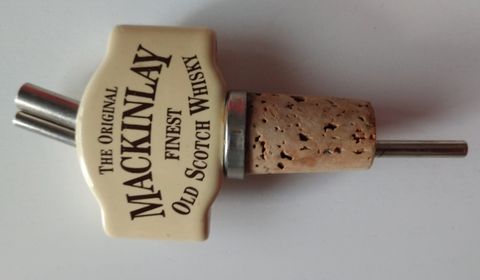 THE ORIGINAL
MACKINLAY
FINEST
OLD SCOTCH WHISKY